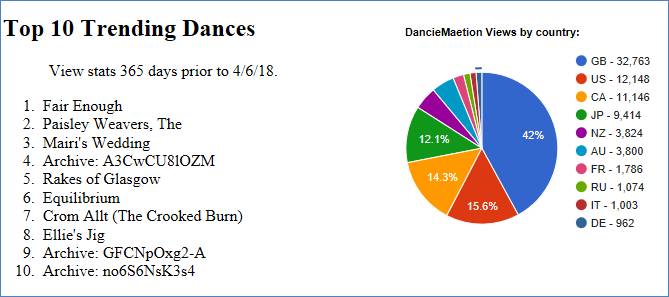 Top 10 Trending Dances
View stats 365 days prior to 4/6/18.
1. Fair Enough
2. Paisley Weavers, The
3. Mairi's Wedding
4. Archive: A3CwCU8lOZM
5. Rakes of Glasgow
6. Equilibrium
7. Crom Allt (The Crooked Burn)
8. Ellie's Jig
9. Archive: GFCNpOxg2-A
10. Archive: no6S6NsK3s4
DancieMaetion Views by country:
42%
15.6%
14.3%
12.1%
GB - 32,763
US - 12,148
CA - 11,146
JP - 9,414
NZ - 3,824
AU - 3,800
FR - 1,786
RU - 1,074
IT - 1,003
DE - 962